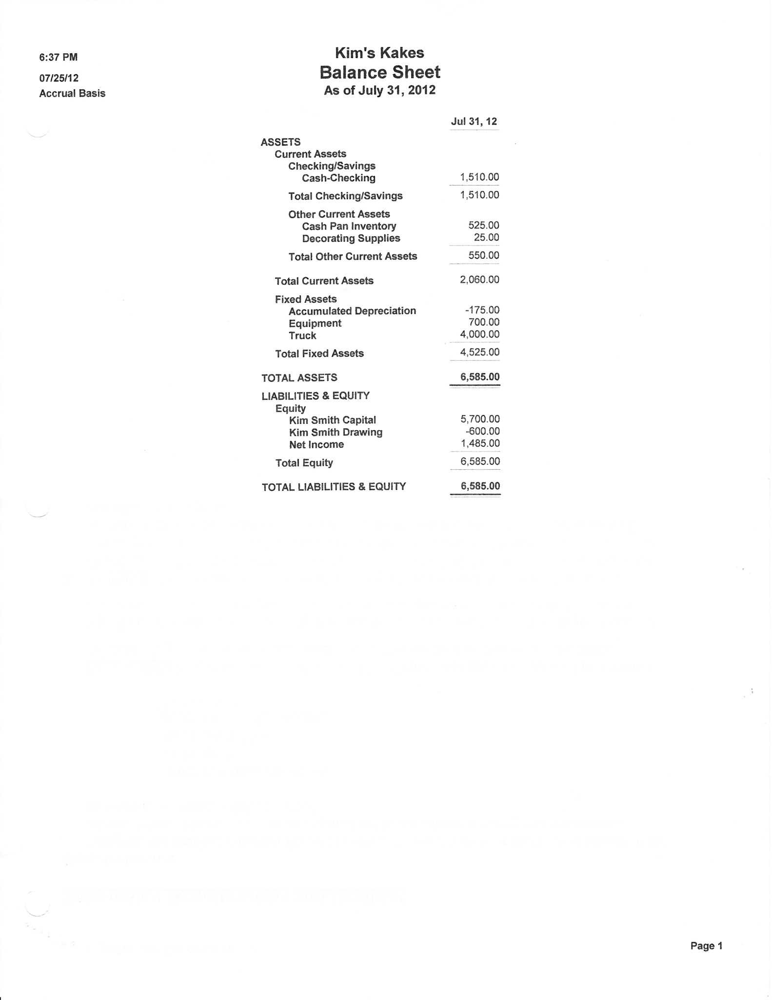 6:37 PM
07/25/12
Accrual Basis
Kim's Kakes
Balance Sheet
As of July 31, 2012
Jul 31, 12
ASSETS
Current Assets
Checking/Savings
Cash-Checking 1,510.00
Total Checking/Savings 1,510.00
Other Current Assets
Cash Pan Inventory 525.00
Decorating Supplies 25.00
Total Other Current Assets 550.00
Total Current Assets 2,060.00
Fixed Assets
Accumulated Depreciation -175.00
Equipment 700.00
Truck 4,000.00
Total Fixed Assets 4,525.00
TOTAL ASSETS 6,585.00
LIABILITIES & EQUITY
Equity
Kim Smith Capital 5,700.00
Kim Smith Drawing -600.00
Net Income 1,485.00
Total Equity 6,585.00
TOTAL LIABILITIES & EQUITY 6,585.00
Page 1